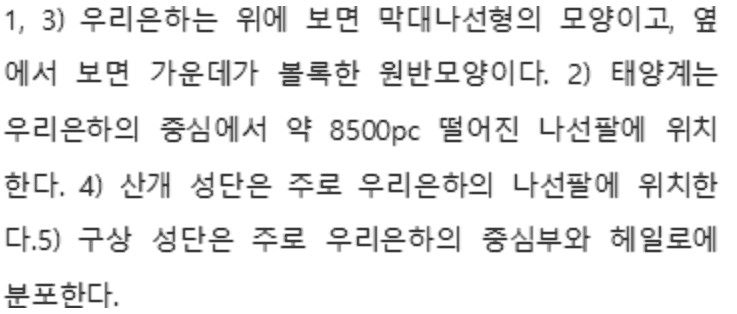 1, 3) 우리은하는 위에 보면 막대나선형의 모양이고, 옆
에서 보면 가운데가 볼록한 원반모양이다. 2) 태양계는
우리은하의 중심에서 약 8500pc 떨어진 나선팔에 위치
한다. 4) 산개 성단은 주로 우리은하의 나선팔에 위치한
다.5) 구상 성단은 주로 우리은하의 중심부와 헤일로에
분포한다.